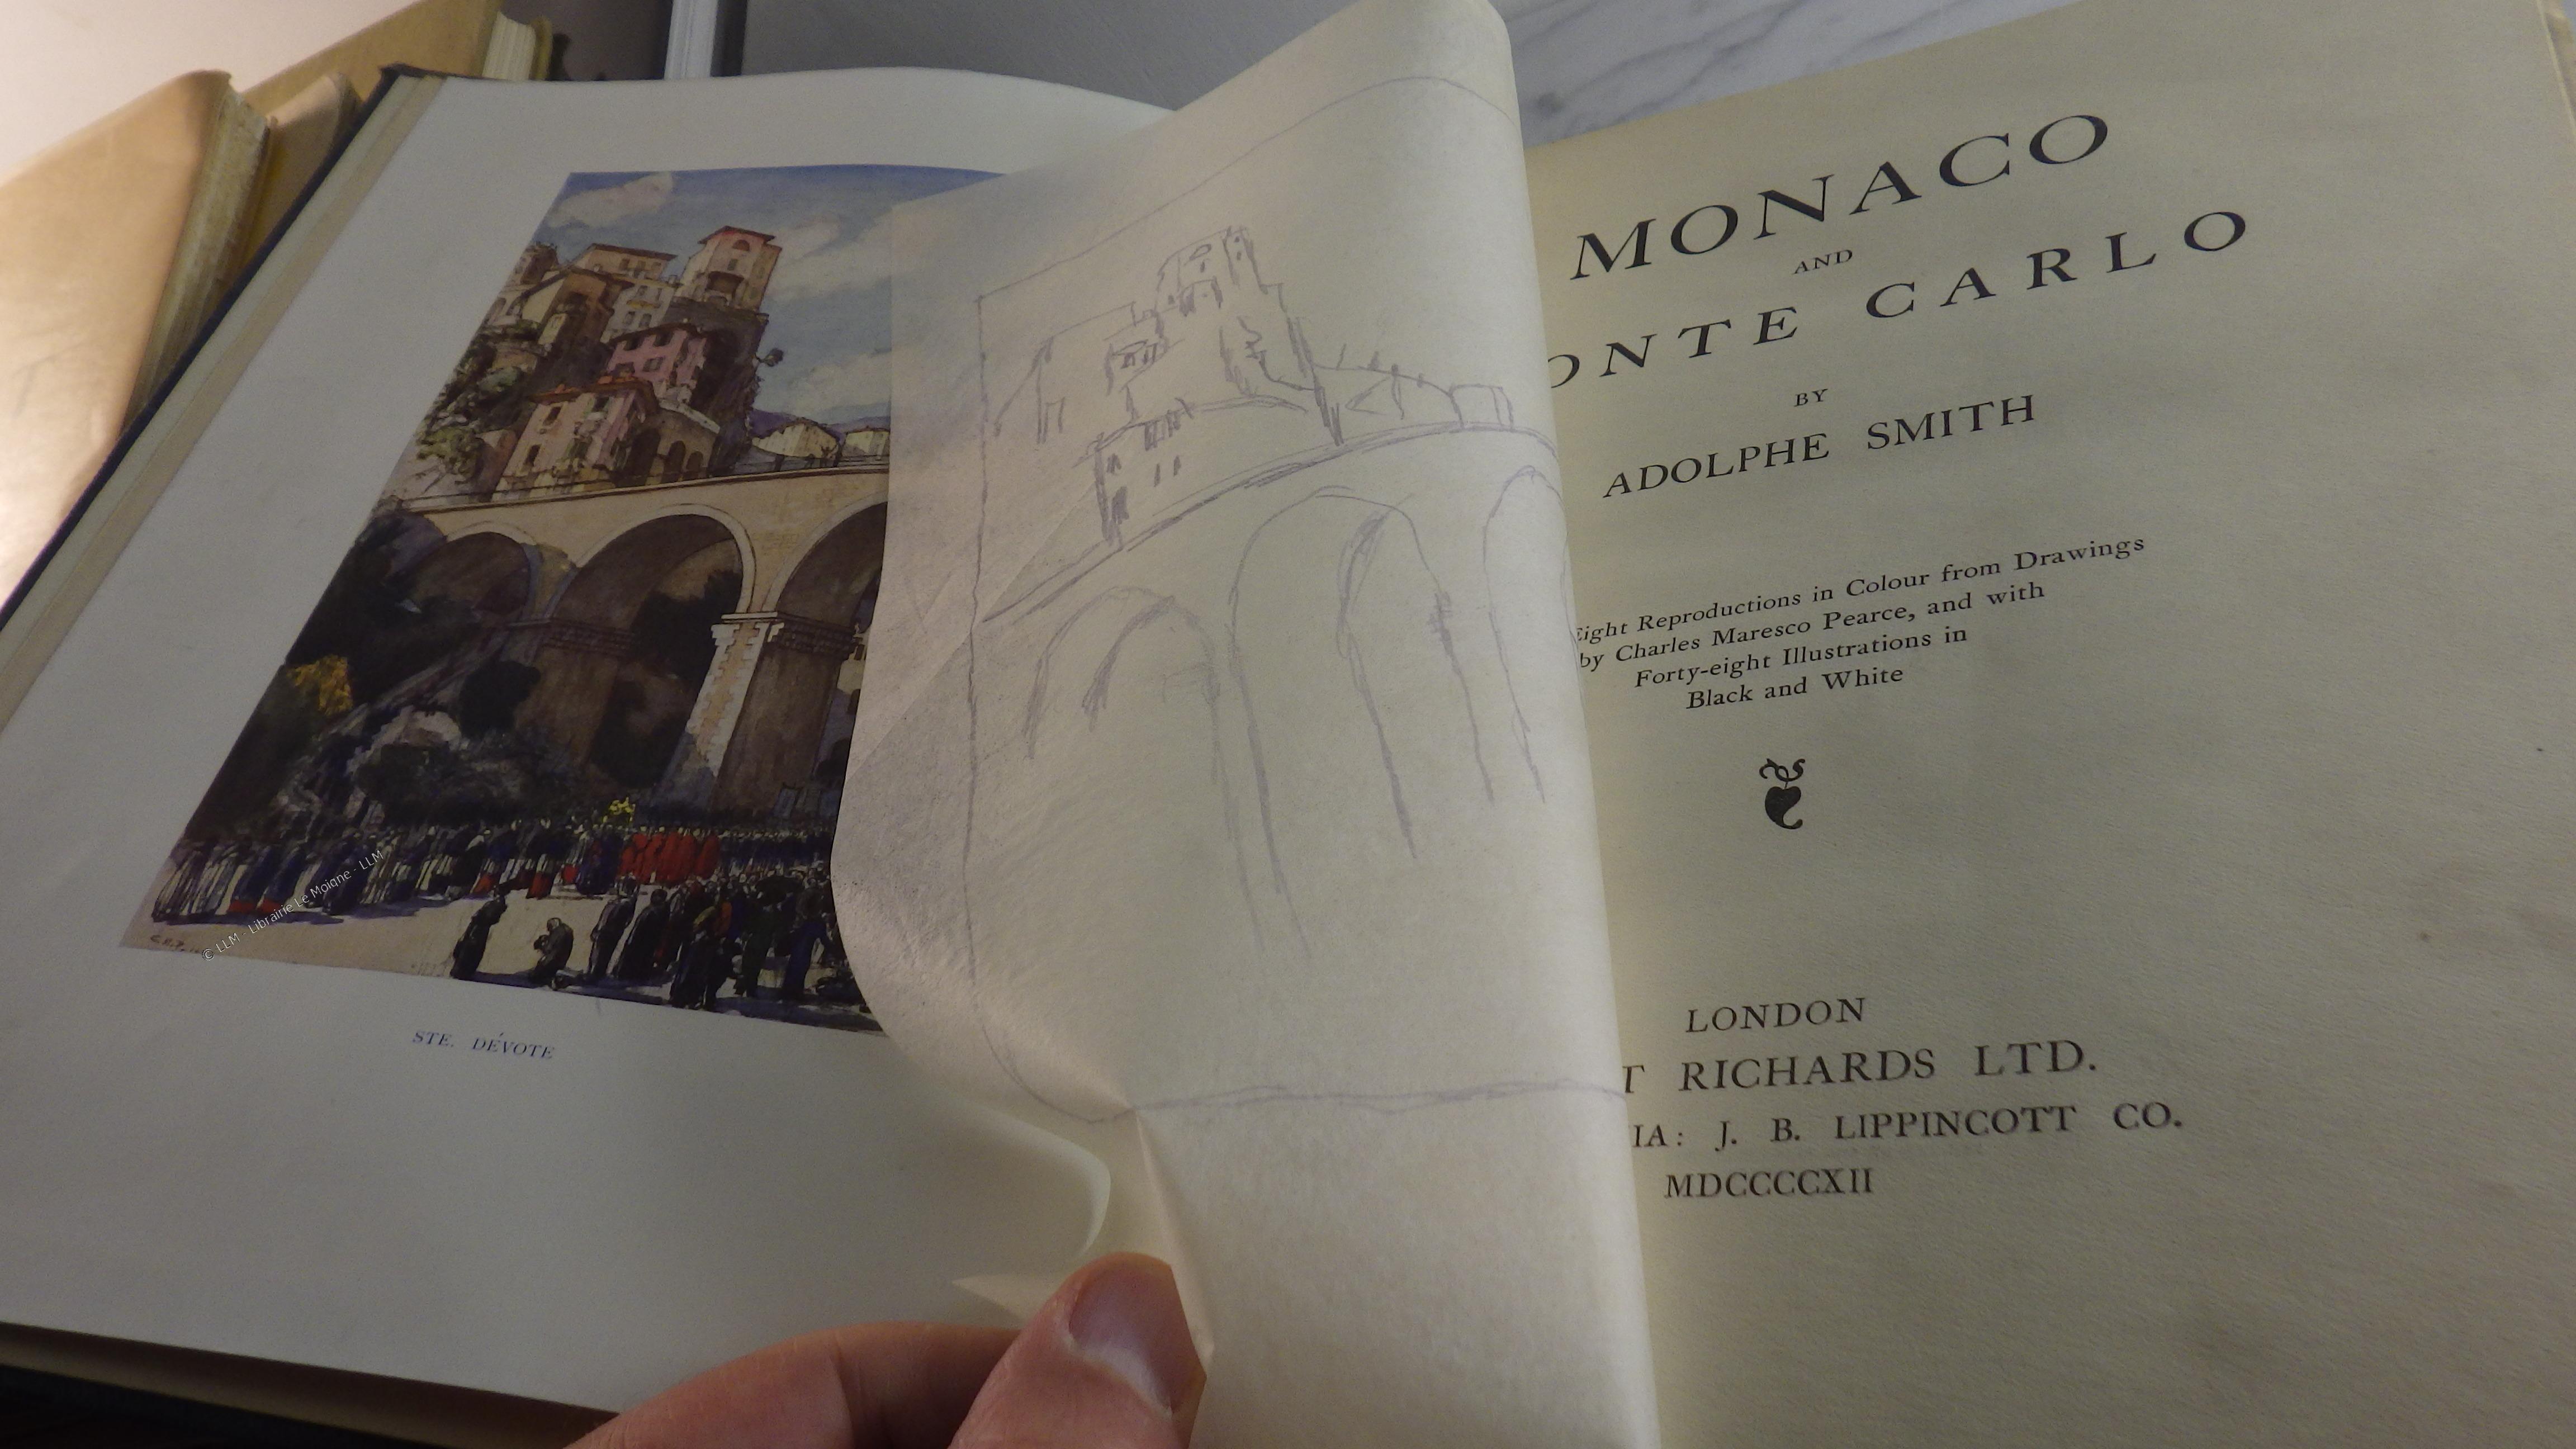 © LLM - Librairie Le Moigne - LLM
STE. DÉVOTE
MONACO
AND
ONTE CARLO
BY
ADOLPHE SMITH
Eight Reproductions in Colour from Drawings
by Charles Maresco Pearce, and with
Forty-eight Illustrations in
Black and White
LONDON
T RICHARDS LTD.
IA: J. B. LIPPINCOTT CO.
MDCCCCXII